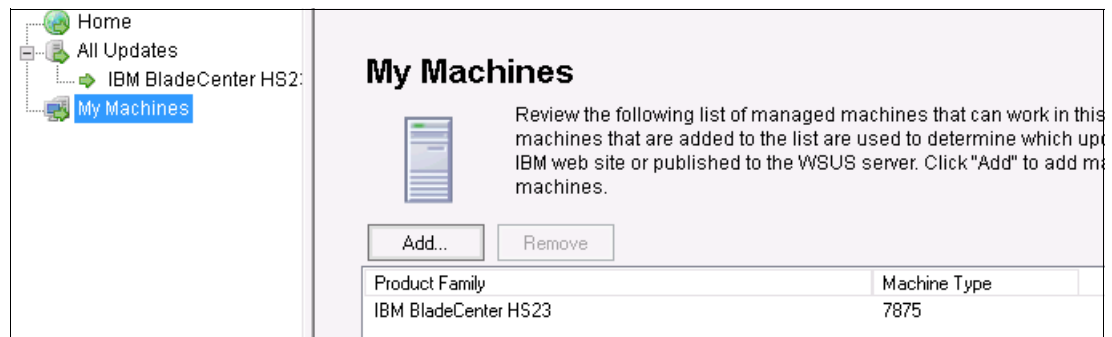 Home
All Updates
IBM BladeCenter HS23
My Machines
My Machines
Review the following list of managed machines that can work in this
machines that are added to the list are used to determine which
IBM web site or published to the WSUS server. Click "Add" to add
machines.
Add...
Remove
Product Family Machine Type
IBM BladeCenter HS23 7875